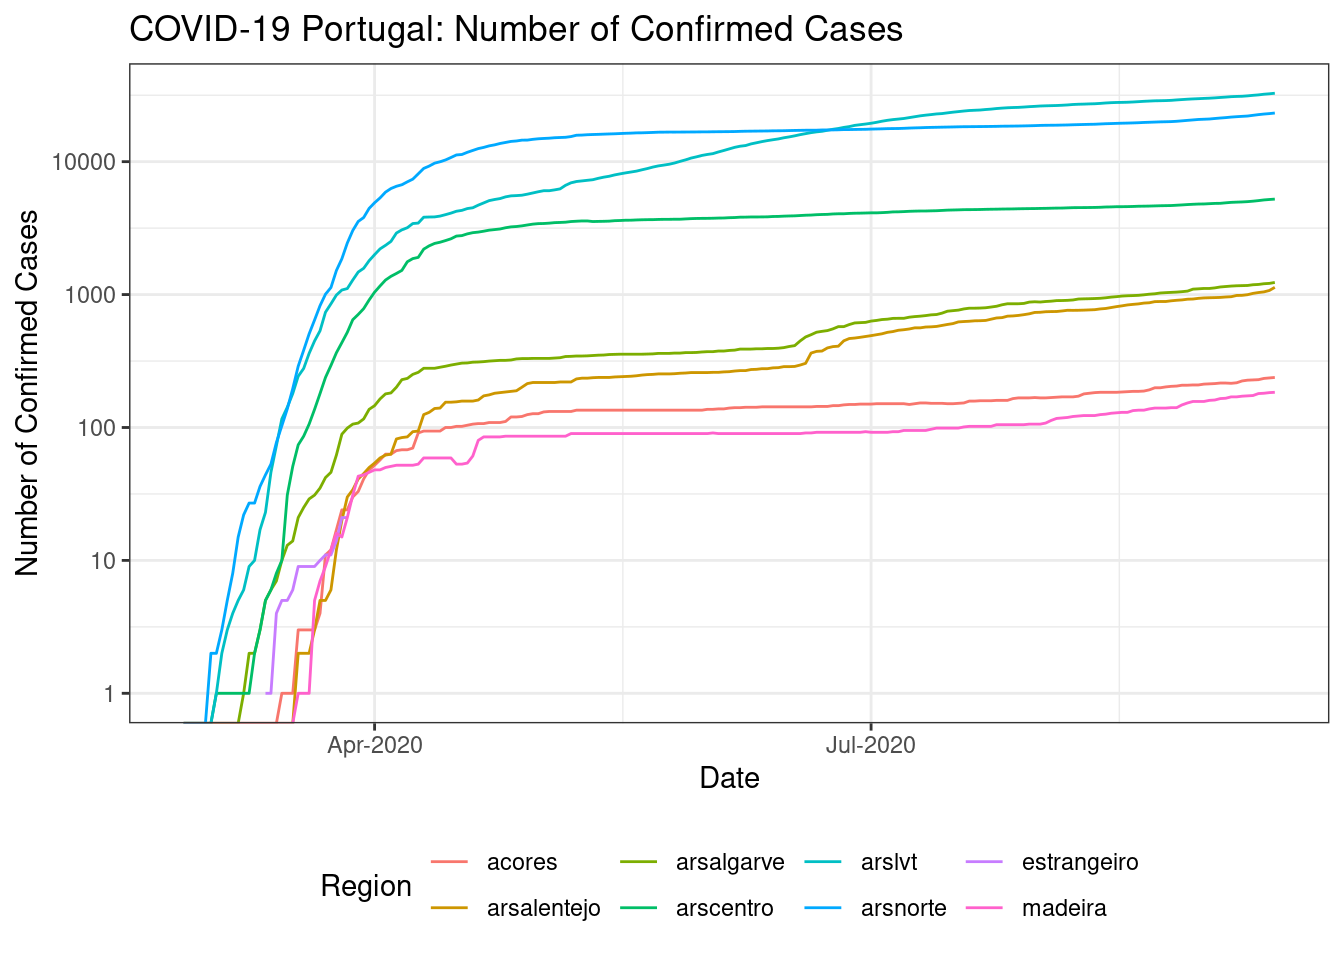 COVID-19 Portugal: Number of Confirmed Cases
Number of Confirmed Cases
10000
1000
100
10
1
Apr-2020 Jul-2020
Date
Region
acores arsalgarve arslvt estrangeiro
arsalentejo arscentro arsnorte madeira